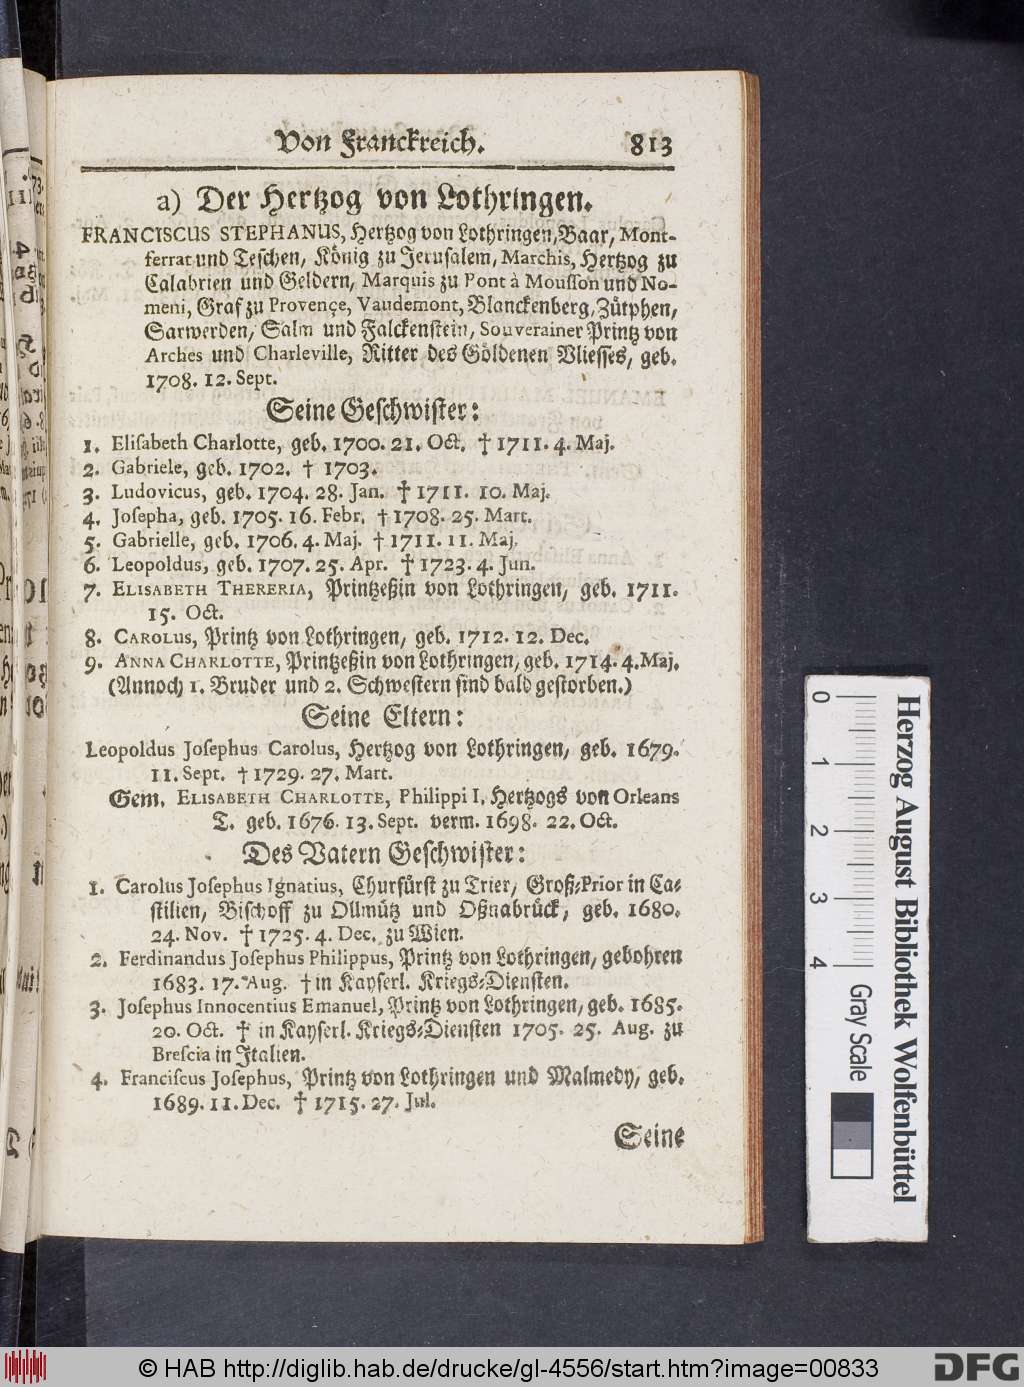 Von Franckreich. 813
a) Der Hertzog von Lothringen.
FRANCISCUS STEPHANUS, Hertzog von Lothringen, Baar, Mont-
ferrat und Teschen, König zu Jerusalem, Marchis, Hertzog zu
Calabrien und Geldern, Marquis zu Pont à Mousson und No-
meni, Graf zu Provençe, Vaudemont, Blanckenberg, Zütphen,
Sarwerden, Salm und Falckenstein, Souverainer Printz von
Arches und Charleville, Ritter des Göldenen Vliesses, geb.
1708. 12. Sept.
Seine Geschwister:
1. Elisabeth Charlotte, geb. 1700. 21. Oct. † 1711. 4. Maj.
2. Gabriele, geb. 1702. † 1703.
3. Ludovicus, geb. 1704. 28. Jan. † 1711. 10. Maj.
4. Josepha, geb. 1705. 16. Febr. † 1708. 25. Mart.
5. Gabrielle, geb. 1706. 4. Maj. † 1711. 11. Maj.
6. Leopoldus, geb. 1707. 25. Apr. † 1723. 4. Jun.
7. ELISABETH THERERIA, Printzeßin von Lothringen, geb. 1711.
15. Oct.
8. CAROLUS, Printz von Lothringen, geb. 1712. 12. Dec.
9. ANNA CHARLOTTE, Printzeßin von Lothringen, geb. 1714. 4. Maj.
(Annoch 1. Bruder und 2. Schwestern sind bald gestorben.)
Seine Eltern:
Leopoldus Josephus Carolus, Hertzog von Lothringen, geb. 1679.
11. Sept. † 1729. 27. Mart.
Gem. ELISABETH CHARLOTTE, Philippi I. Hertzogs von Orleans
T. geb. 1676. 13. Sept. verm. 1698. 22. Oct.
Des Vatern Geschwister:
1. Carolus Josephus Ignatius, Churfürst zu Trier, Groß-Prior in Ca-
stilien, Bischoff zu Ollmütz und Oßnabrück, geb. 1680.
24. Nov. † 1725. 4. Dec. zu Wien.
2. Ferdinandus Josephus Philippus, Printz von Lothringen, gebohren
1683. 17. Aug. † in Kayserl. Kriegs-Diensten.
3. Josephus Innocentius Emanuel, Printz von Lothringen, geb. 1685.
20. Oct. † in Kayserl. Kriegs-Diensten 1705. 25. Aug. zu
Brescia in Italien.
4. Franciscus Josephus, Printz von Lothringen und Malmedy, geb.
1689. 11. Dec. † 1715. 27. Jul.
Seine
0 1 2 3 4 Gray Scale
Herzog August Bibliothek Wolfenbüttel
© HAB http://diglib.hab.de/drucke/gl-4556/start.htm?image=00833
DFG